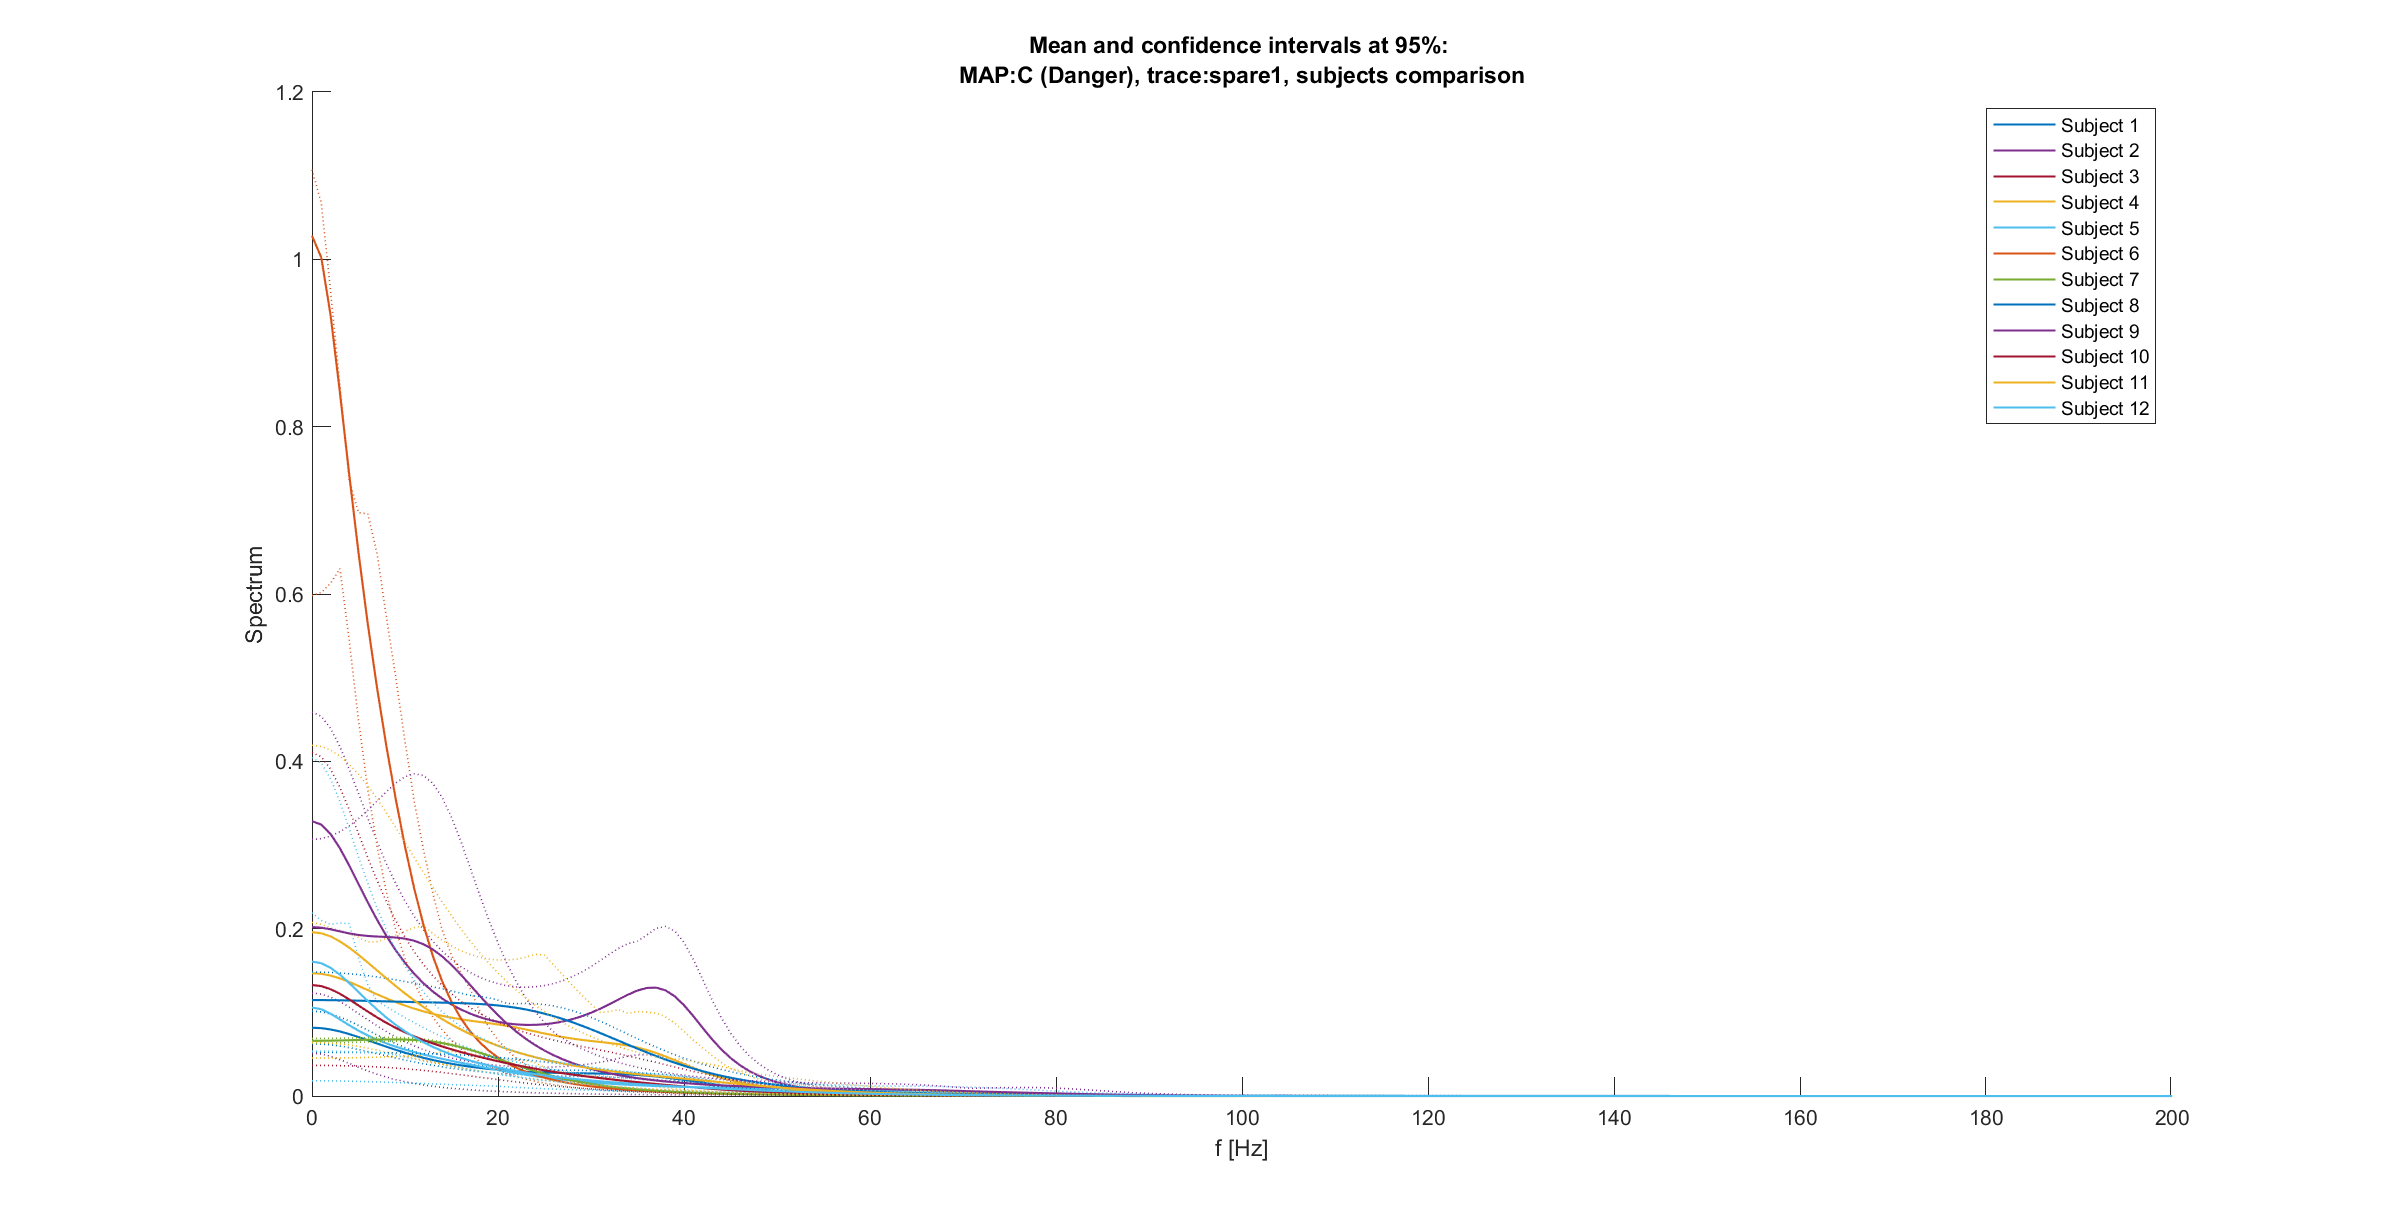 Mean and confidence intervals at 95%:
MAP:C (Danger), trace:spare1, subjects comparison
1.2
1
0.8
0.6
0.4
0.2
0
Spectrum
0
20
40
60
80
100
120
140
160
180
200
f [Hz]
Subject 1
Subject 2
Subject 3
Subject 4
Subject 5
Subject 6
Subject 7
Subject 8
Subject 9
Subject 10
Subject 11
Subject 12